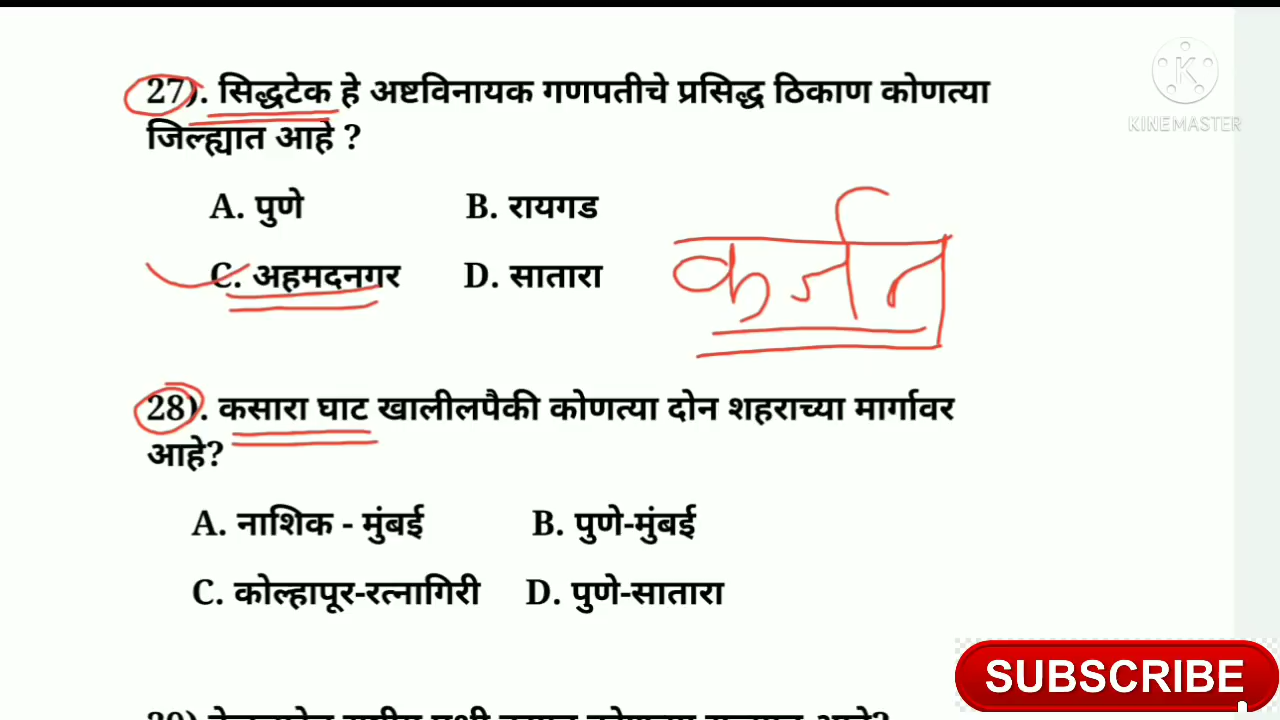 27). सिद्धटेक हे अष्टविनायक गणपतीचे प्रसिद्ध ठिकाण कोणत्या
जिल्ह्यात आहे ?
A. पुणे B. रायगड
C. अहमदनगर D. सातारा
कर्जत
28). कसारा घाट खालीलपैकी कोणत्या दोन शहराच्या मार्गावर
आहे?
A. नाशिक - मुंबई B. पुणे-मुंबई
C. कोल्हापूर-रत्नागिरी D. पुणे-सातारा
KINEMASTER
SUBSCRIBE